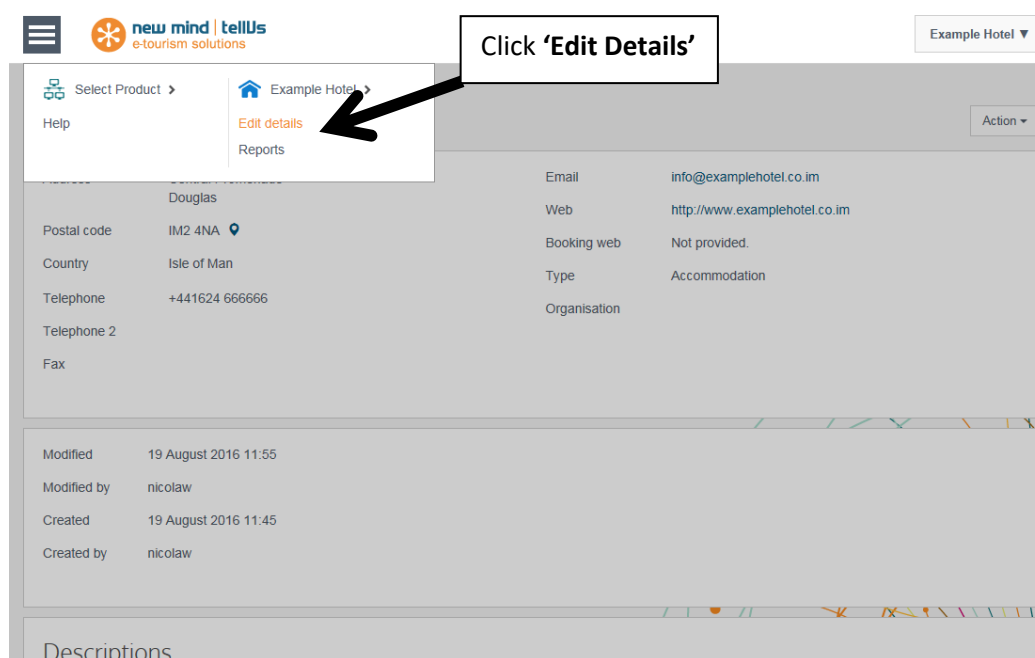 new mind | tellUs
e-tourism solutions
Click 'Edit Details'
Example Hotel ▼
Select Product >
Example Hotel >
Help
Edit details
Reports
Action
Douglas
Postal code IM2 4NA
Country Isle of Man
Telephone +441624 666666
Telephone 2
Fax
Email info@examplehotel.co.im
Web http://www.examplehotel.co.im
Booking web Not provided.
Type Accommodation
Organisation
Modified 19 August 2016 11:55
Modified by nicolaw
Created 19 August 2016 11:45
Created by nicolaw
Descriptions